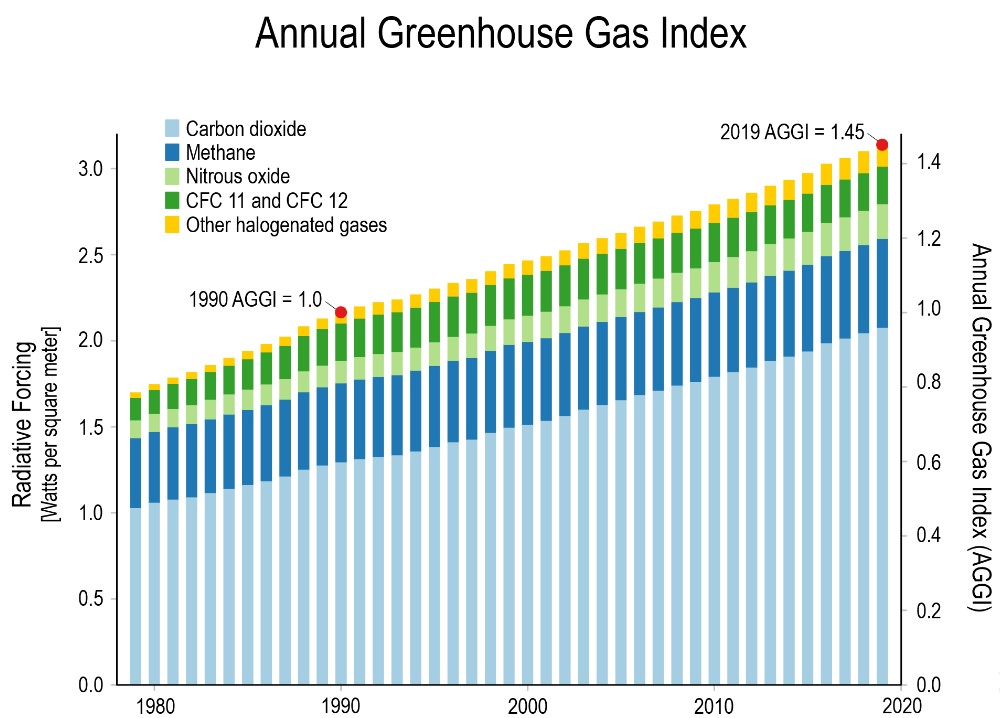 Annual Greenhouse Gas Index
Carbon dioxide
Methane
Nitrous oxide
CFC 11 and CFC 12
Other halogenated gases
2019 AGGI = 1.45
1990 AGGI = 1.0
Radiative Forcing
[Watts per square meter]
3.0
2.5
2.0
1.5
1.0
0.5
0.0
1.4
1.2
1.0
0.8
0.6
0.4
0.2
0.0
Annual Greenhouse Gas Index (AGGI)
1980
1990
2000
2010
2020